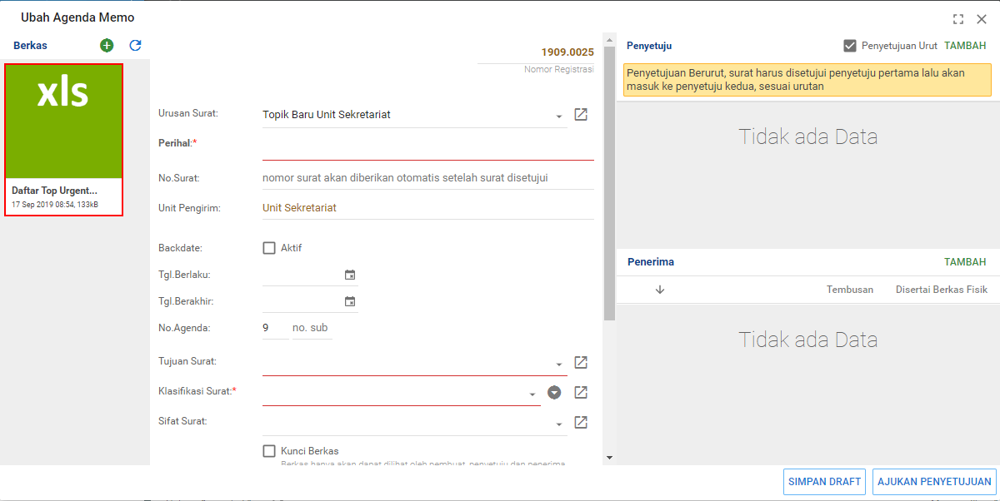 Ubah Agenda Memo
Berkas
xls
Daftar Top Urgent...
17 Sep 2019 08:54, 133kB
1909.0025
Nomor Registrasi
Urusan Surat: Topik Baru Unit Sekretariat
Perihal:*
No.Surat: nomor surat akan diberikan otomatis setelah surat disetujui
Unit Pengirim: Unit Sekretariat
Backdate: Aktif
Tgl.Berlaku:
Tgl.Berakhir:
No.Agenda: 9 no. sub
Tujuan Surat:
Klasifikasi Surat:*
Sifat Surat:
Kunci Berkas
Berkas hanya akan dapat dilihat oleh pembuat, penyetuju dan penerima
Penyetuju Penyetujuan Urut TAMBAH
Penyetujuan Berurut, surat harus disetujui penyetuju pertama lalu akan
masuk ke penyetuju kedua, sesuai urutan
Tidak ada Data
Penerima TAMBAH
Tembusan Disertai Berkas Fisik
Tidak ada Data
SIMPAN DRAFT AJUKAN PENYETUJUAN